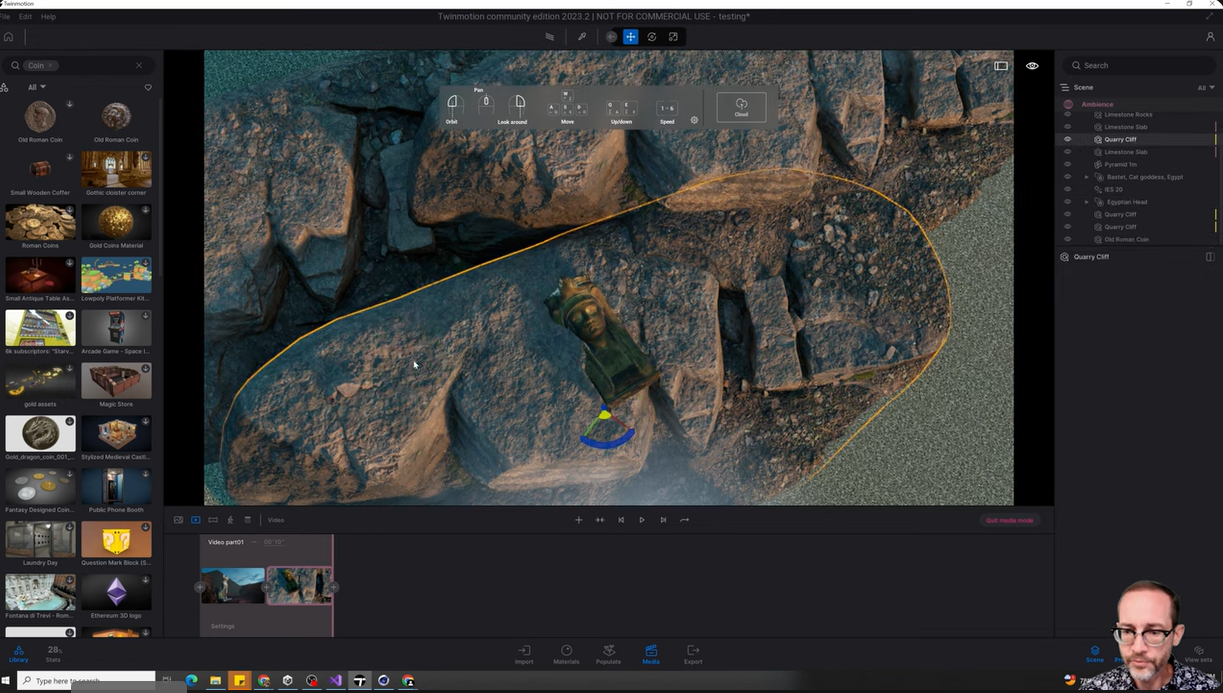 Twinmotion
File Edit Help
Twinmotion community edition 2023.2 | NOT FOR COMMERCIAL USE - testing*
Coin ×
All
Old Roman Coin
Old Roman Coin
Small Wooden Coffer
Gothic cloister corner
Roman Coins
Gold Coins Material
Small Antique Table As...
Lowpoly Platformer Kit...
6k subscribers: "Starv...
Arcade Game - Space I...
gold assets
Magic Store
Gold_dragon_coin_001_...
Stylized Medieval Castl...
Fantasy Designed Coin...
Public Phone Booth
Laundry Day
Question Mark Block (S...
Fontana di Trevi - Rom...
Ethereum 3D logo
Pan
W
A S D
Q E
1 - 6
Orbit
Look around
Move
Up/down
Speed
Cloud
Search
Scene
All
Ambience
Limestone Rocks
Limestone Slab
Quarry Cliff
Limestone Slab
Pyramid 1m
Bastet, Cat goddess, Egypt
IES 20
Egyptian Head
Quarry Cliff
Quarry Cliff
Old Roman Coin
Quarry Cliff
Video
Quit media mode
Video part01 — 00'10"
Settings
Library
28%
Stats
Import
Materials
Populate
Media
Export
Scene
View sets
Type here to search